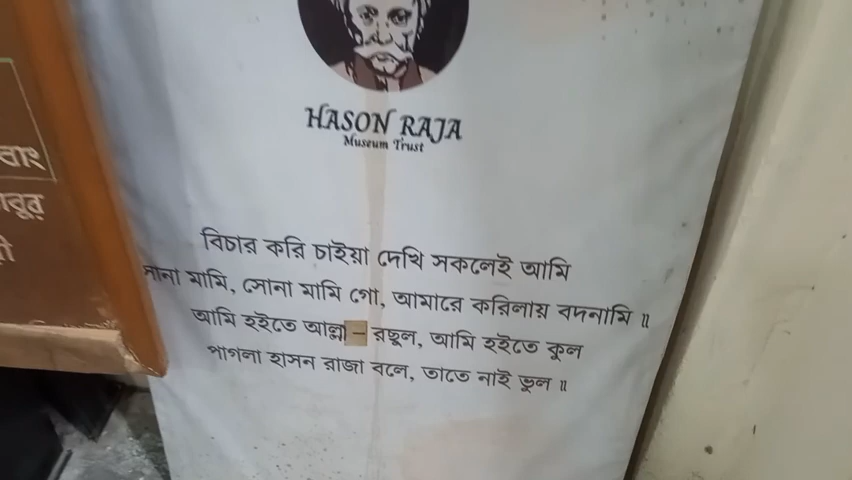 HASON RAJA
Museum Trust
বিচার করি চাইয়া দেখি সকলেই আমি
সোনা মামি, সোনা মামি গো, আমারে করিলায় বদনামি ॥
আমি হইতে আল্লা – রছুল, আমি হইতে কুল
পাগলা হাসন রাজা বলে, তাতে নাই ভুল ॥